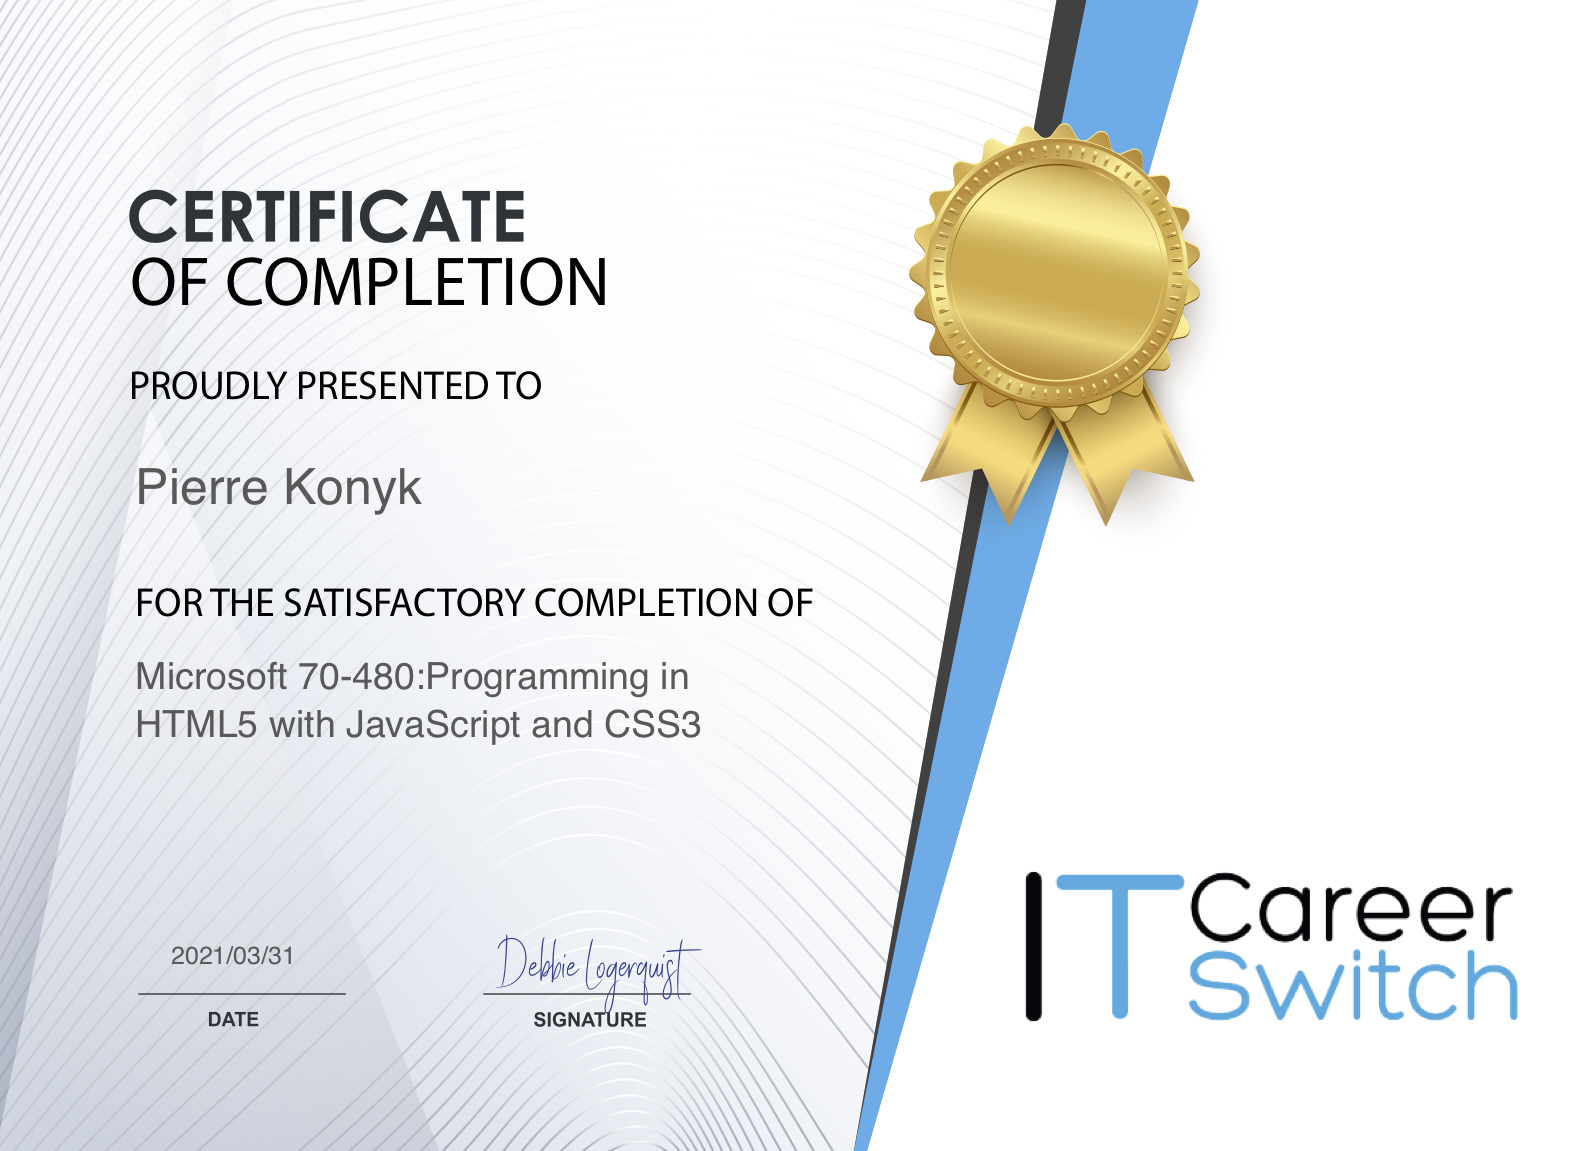 CERTIFICATE
OF COMPLETION
PROUDLY PRESENTED TO
Pierre Konyk
FOR THE SATISFACTORY COMPLETION OF
Microsoft 70-480:Programming in
HTML5 with JavaScript and CSS3
2021/03/31
DATE
Debbie Logerquist
SIGNATURE
IT Career
Switch